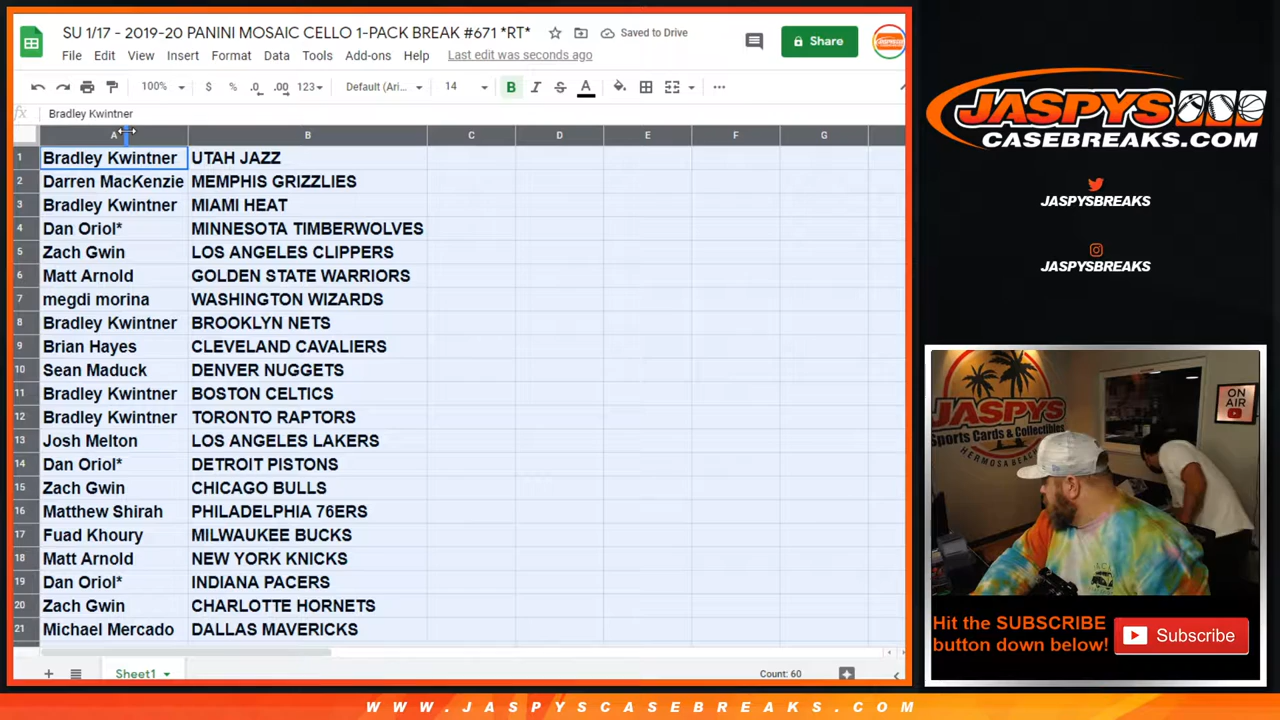 SU 1/17 - 2019-20 PANINI MOSAIC CELLO 1-PACK BREAK #671 *RT*
Saved to Drive
File Edit View Insert Format Data Tools Add-ons Help Last edit was seconds ago
Share
100% $ % .0 .00 123 Default (Ari... 14 B I S A ...
fx Bradley Kwintner
A B C D E F G
1 Bradley Kwintner UTAH JAZZ
2 Darren MacKenzie MEMPHIS GRIZZLIES
3 Bradley Kwintner MIAMI HEAT
4 Dan Oriol* MINNESOTA TIMBERWOLVES
5 Zach Gwin LOS ANGELES CLIPPERS
6 Matt Arnold GOLDEN STATE WARRIORS
7 megdi morina WASHINGTON WIZARDS
8 Bradley Kwintner BROOKLYN NETS
9 Brian Hayes CLEVELAND CAVALIERS
10 Sean Maduck DENVER NUGGETS
11 Bradley Kwintner BOSTON CELTICS
12 Bradley Kwintner TORONTO RAPTORS
13 Josh Melton LOS ANGELES LAKERS
14 Dan Oriol* DETROIT PISTONS
15 Zach Gwin CHICAGO BULLS
16 Matthew Shirah PHILADELPHIA 76ERS
17 Fuad Khoury MILWAUKEE BUCKS
18 Matt Arnold NEW YORK KNICKS
19 Dan Oriol* INDIANA PACERS
20 Zach Gwin CHARLOTTE HORNETS
21 Michael Mercado DALLAS MAVERICKS
Sheet1
Count: 60
JASPYS
CASEBREAKS.COM
JASPYSBREAKS
JASPYSBREAKS
JASPYS
Sports Cards & Collectibles
HERMOSA BEACH
ON
AIR
Hit the SUBSCRIBE
button down below!
Subscribe
WWW.JASPYSCASEBREAKS.COM